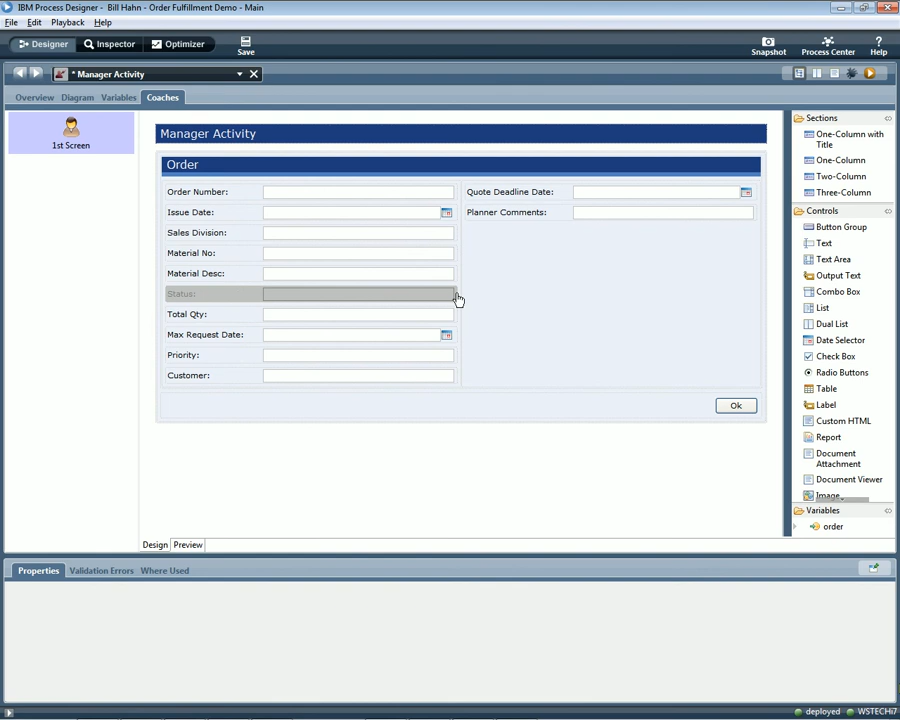 IBM Process Designer - Bill Hahn - Order Fulfillment Demo - Main
File Edit Playback Help
Designer Inspector Optimizer Save Snapshot Process Center Help
* Manager Activity
Overview Diagram Variables Coaches
1st Screen
Manager Activity
Order
Order Number:
Issue Date:
Sales Division:
Material No:
Material Desc:
Status:
Total Qty:
Max Request Date:
Priority:
Customer:
Quote Deadline Date:
Planner Comments:
Ok
Design Preview
Sections
One-Column with
Title
One-Column
Two-Column
Three-Column
Controls
Button Group
Text
Text Area
Output Text
Combo Box
List
Dual List
Date Selector
Check Box
Radio Buttons
Table
Label
Custom HTML
Report
Document
Attachment
Document Viewer
Image
Variables
order
Properties Validation Errors Where Used
deployed WSTECHi7